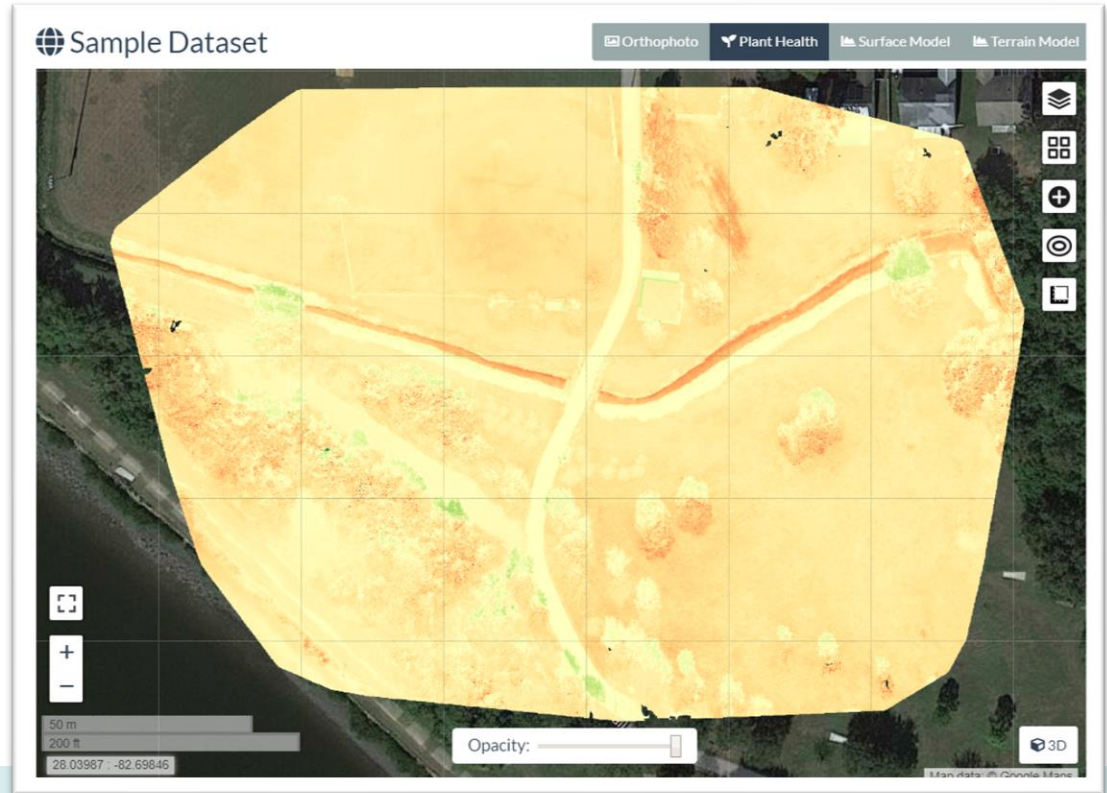 Sample Dataset
Orthophoto Plant Health Surface Model Terrain Model
+
−
50 m
200 ft
28.03987 : -82.69846
Opacity:
3D
Map data: © Google Maps